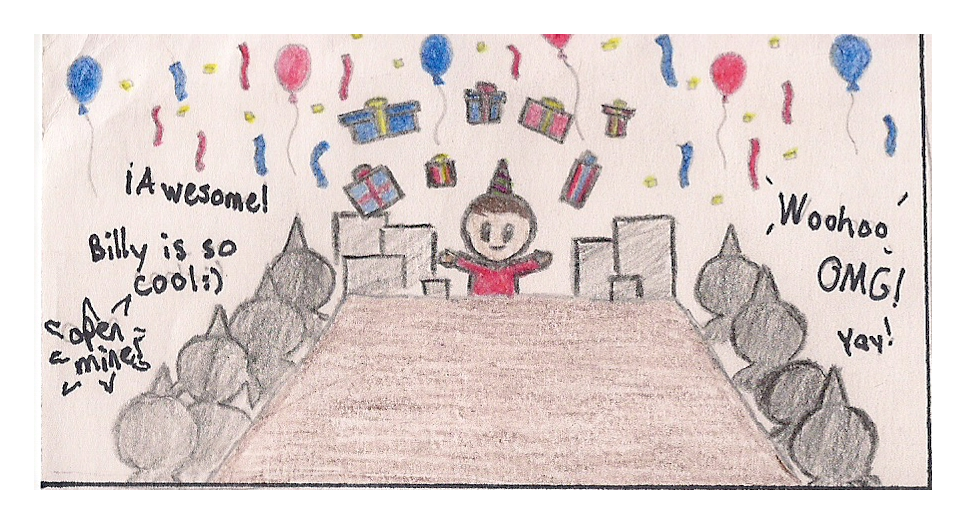 ¡Awesome!
Billy is so
cool:)
open
mine!
Woohoo
OMG!
Yay!